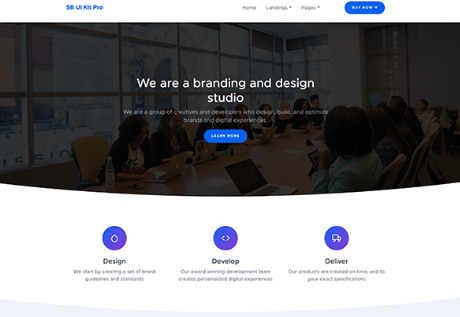 SB UI Kit Pro
Home Landings Pages
BUY NOW
We are a branding and design
studio
We are a group of creatives and developers who design, build, and optimize
brands and digital experiences.
LEARN MORE
Design Develop Deliver
We start by creating a set of brand
guidelines and standards
Our award winning development team
creates personalized digital experiences
Our products are created on-time, and to
your exact specifications